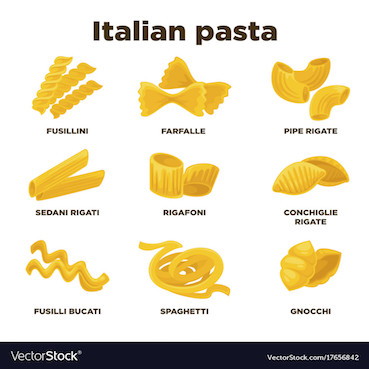 Italian pasta
FUSILLINI
FARFALLE
PIPE RIGATE
SEDANI RIGATI
RIGAFONI
CONCHIGLIE
RIGATE
FUSILLI BUCATI
SPAGHETTI
GNOCCHI
VectorStock®
VectorStock.com/17656842